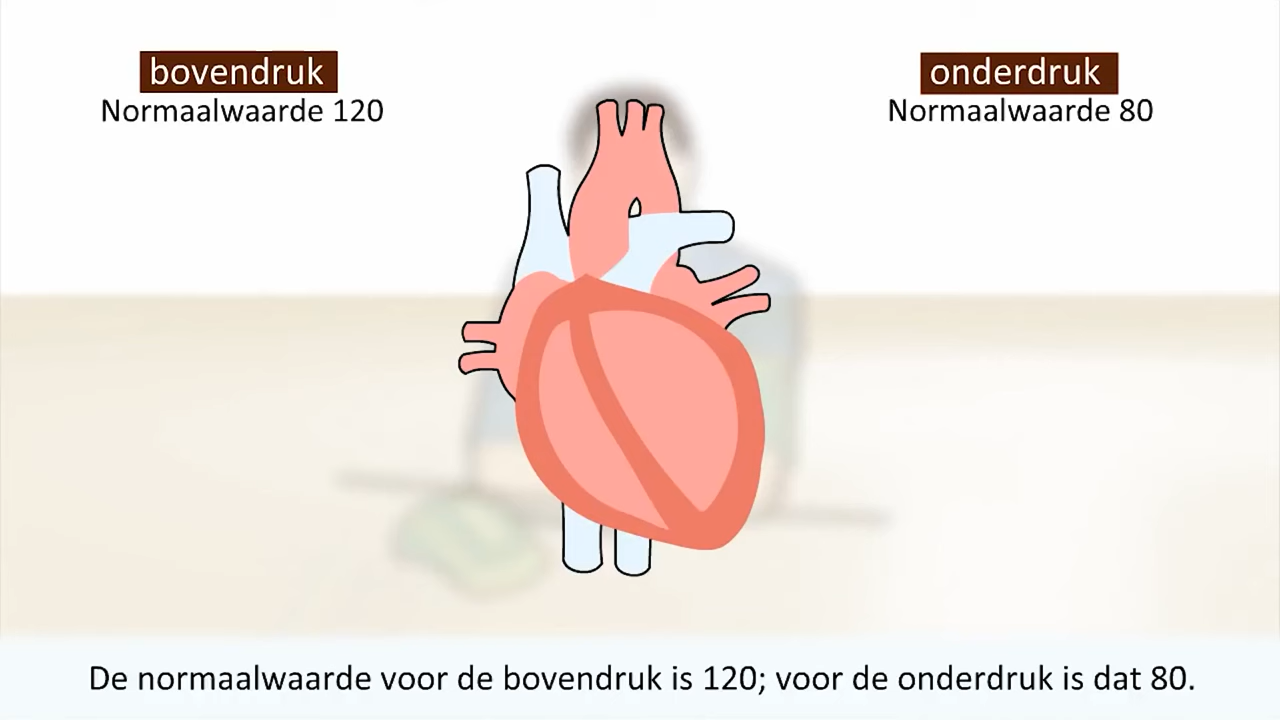 bovendruk
Normaalwaarde 120
onderdruk
Normaalwaarde 80
De normaalwaarde voor de bovendruk is 120; voor de onderdruk is dat 80.